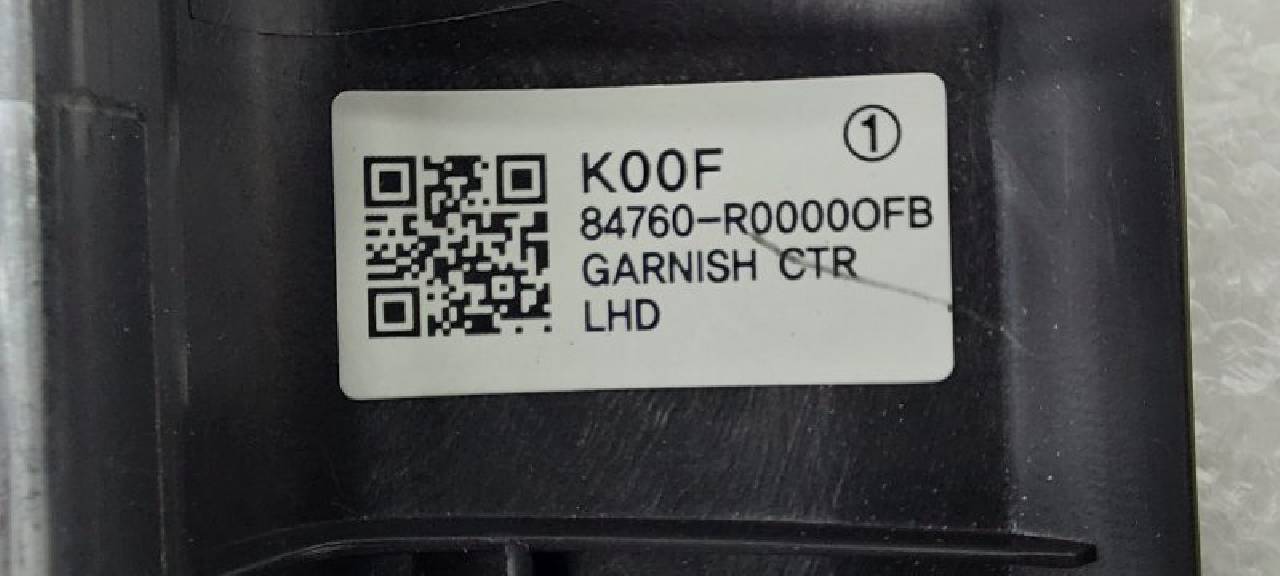 ①
K00F
84760-R0000OFB
GARNISH CTR
LHD